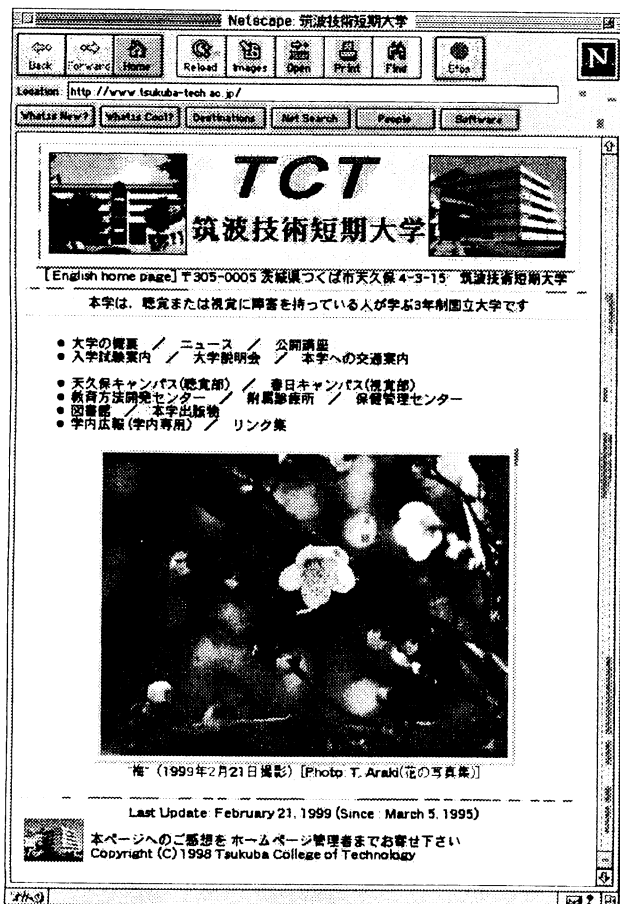 Netscape: 筑波技術短期大学
Back Forward Home Reload Images Open Print Find Stop
N
Location: http://www.tsukuba-tech.ac.jp/
What's New? What's Cool? Destinations Net Search People Software
TCT
筑波技術短期大学
[English home page] 〒305-0005 茨城県つくば市天久保 4-3-15 筑波技術短期大学
本学は、聴覚または視覚に障害を持っている人が学ぶ3年制国立大学です
● 大学の概要 / ニュース / 公開講座
● 入学試験案内 / 大学説明会 / 本学への交通案内
● 天久保キャンパス(聴覚部) / 春日キャンパス(視覚部)
● 教育方法開発センター / 附属診療所 / 保健管理センター
● 図書館 / 本学出版物
● 学内広報(学内専用) / リンク集
"梅" (1999年2月21日撮影) [Photo: T. Araki(花の写真集)]
Last Update: February 21, 1999 (Since : March 5, 1995)
本ページへのご感想を ホームページ管理者までお寄せ下さい
Copyright (C)1998 Tsukuba College of Technology